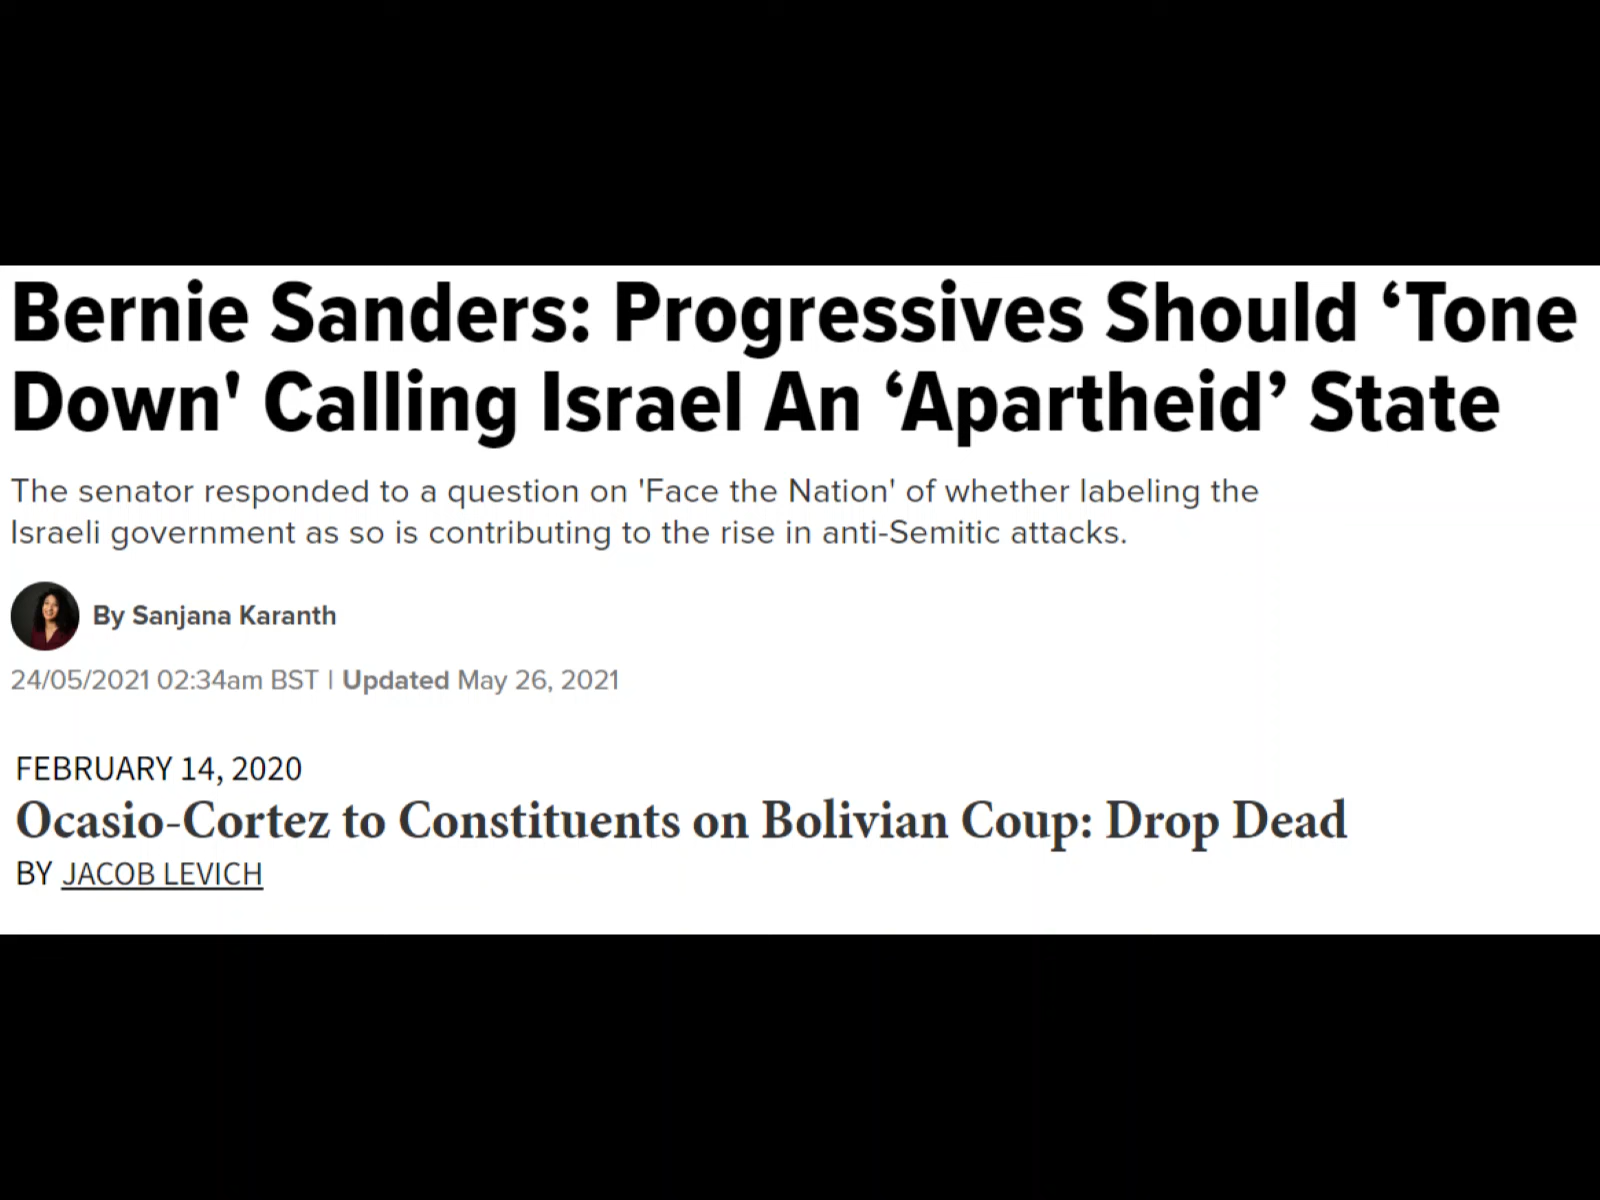 Bernie Sanders: Progressives Should ‘Tone
Down' Calling Israel An ‘Apartheid’ State
The senator responded to a question on 'Face the Nation' of whether labeling the
Israeli government as so is contributing to the rise in anti-Semitic attacks.
By Sanjana Karanth
24/05/2021 02:34am BST | Updated May 26, 2021
FEBRUARY 14, 2020
Ocasio-Cortez to Constituents on Bolivian Coup: Drop Dead
BY JACOB LEVICH